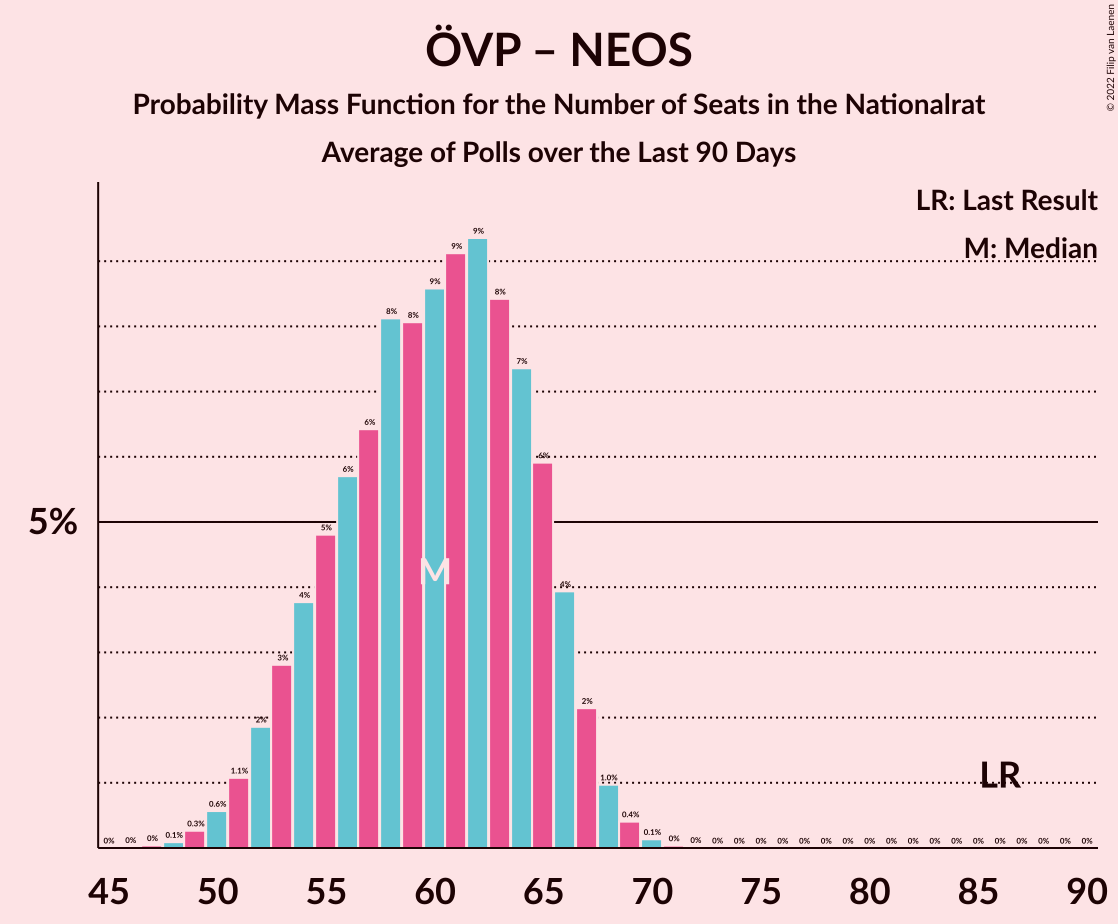 ÖVP – NEOS
Probability Mass Function for the Number of Seats in the Nationalrat
Average of Polls over the Last 90 Days
© 2022 Filip van Laenen
LR: Last Result
M: Median
5%
0% 0% 0% 0.1% 0.3% 0.6% 1.1% 2% 3% 4% 5% 6% 6% 8% 8% 9% 9% 9% 8% 7% 6% 4% 2% 1.0% 0.4% 0.1% 0% 0% 0% 0% 0% 0% 0% 0% 0% 0% 0% 0% 0% 0% 0% 0% 0% 0% 0% 0%
M
LR
45 50 55 60 65 70 75 80 85 90